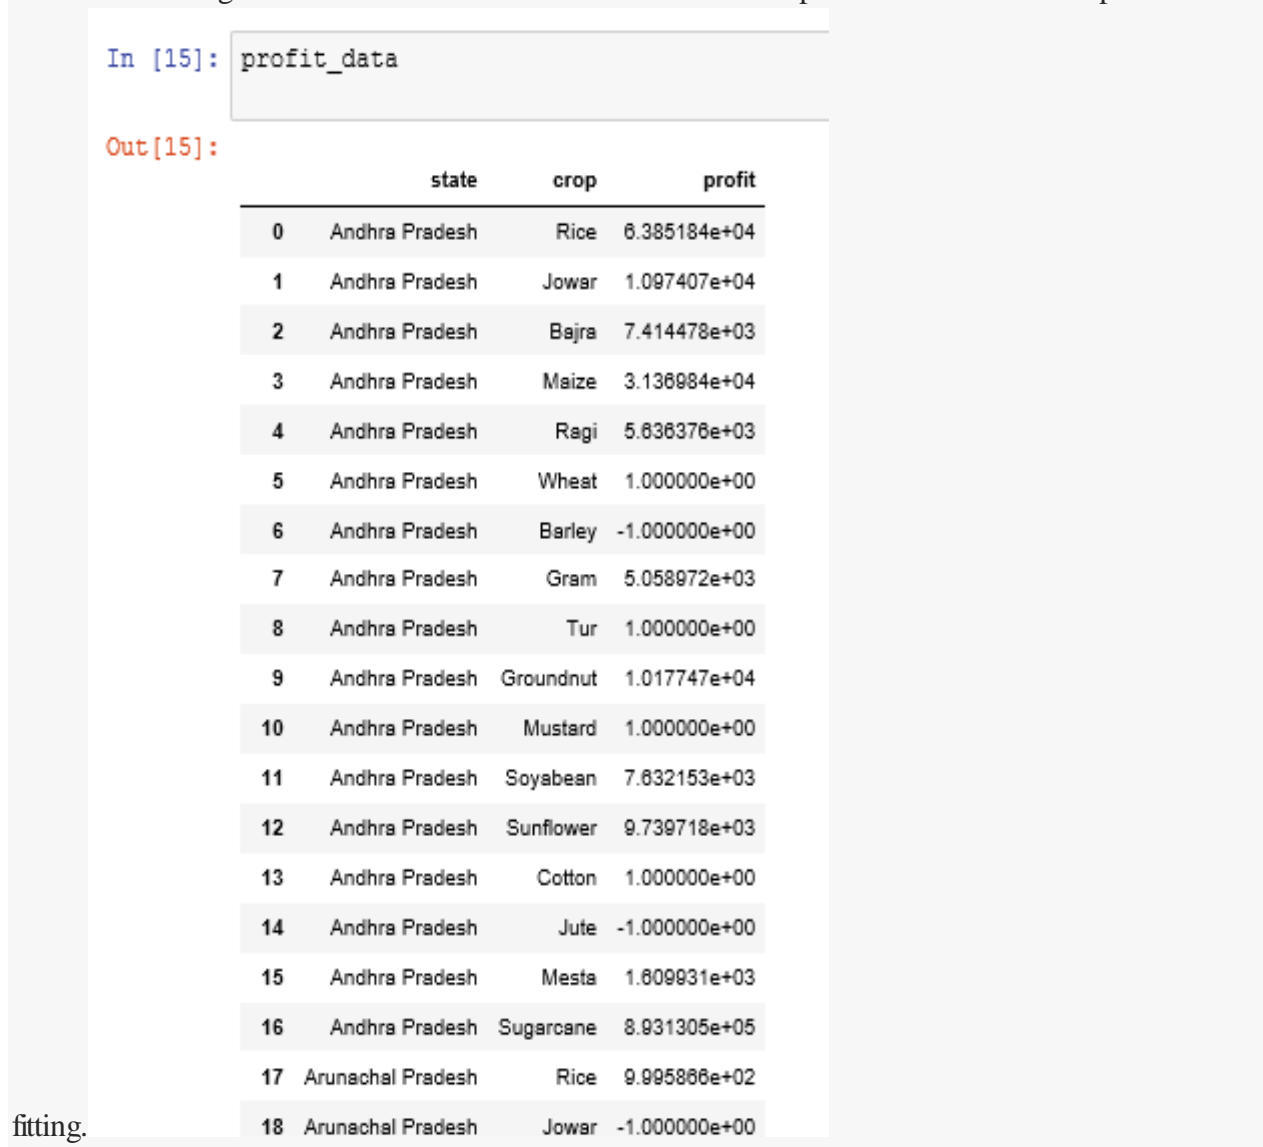 In [15]: profit_data
Out[15]:
state crop profit
0 Andhra Pradesh Rice 6.385184e+04
1 Andhra Pradesh Jowar 1.097407e+04
2 Andhra Pradesh Bajra 7.414478e+03
3 Andhra Pradesh Maize 3.136984e+04
4 Andhra Pradesh Ragi 5.636376e+03
5 Andhra Pradesh Wheat 1.000000e+00
6 Andhra Pradesh Barley -1.000000e+00
7 Andhra Pradesh Gram 5.058972e+03
8 Andhra Pradesh Tur 1.000000e+00
9 Andhra Pradesh Groundnut 1.017747e+04
10 Andhra Pradesh Mustard 1.000000e+00
11 Andhra Pradesh Soyabean 7.632153e+03
12 Andhra Pradesh Sunflower 9.739718e+03
13 Andhra Pradesh Cotton 1.000000e+00
14 Andhra Pradesh Jute -1.000000e+00
15 Andhra Pradesh Mesta 1.609931e+03
16 Andhra Pradesh Sugarcane 8.931305e+05
17 Arunachal Pradesh Rice 9.995866e+02
18 Arunachal Pradesh Jowar -1.000000e+00
fitting.